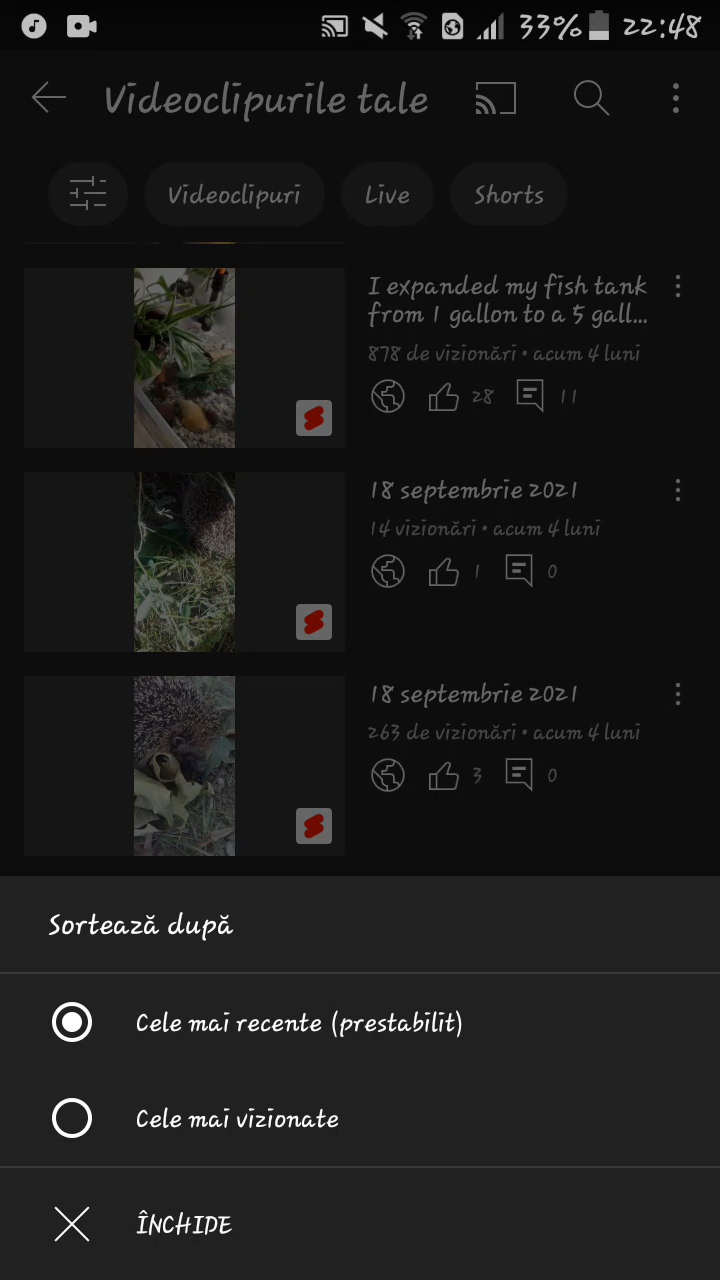 33% 22:48
Videoclipurile tale
Videoclipuri Live Shorts
I expanded my fish tank
from 1 gallon to a 5 gall...
878 de vizionări • acum 4 luni
28 11
18 septembrie 2021
14 vizionări • acum 4 luni
1 0
18 septembrie 2021
263 de vizionări • acum 4 luni
3 0
Sortează după
Cele mai recente (prestabilit)
Cele mai vizionate
ÎNCHIDE